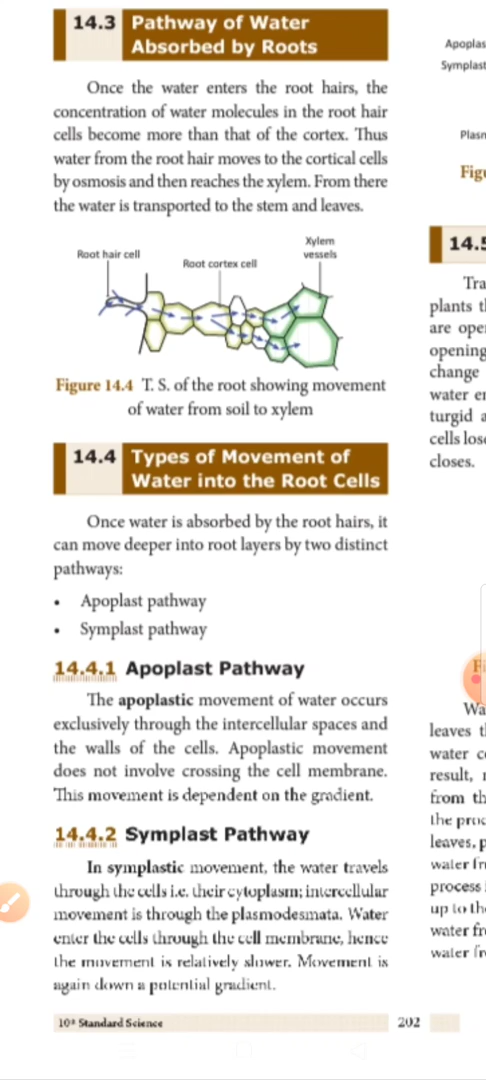 14.3 Pathway of Water
Absorbed by Roots
Once the water enters the root hairs, the
concentration of water molecules in the root hair
cells become more than that of the cortex. Thus
water from the root hair moves to the cortical cells
by osmosis and then reaches the xylem. From there
the water is transported to the stem and leaves.
Root hair cell
Root cortex cell
Xylem
vessels
Figure 14.4 T. S. of the root showing movement
of water from soil to xylem
14.4 Types of Movement of
Water into the Root Cells
Once water is absorbed by the root hairs, it
can move deeper into root layers by two distinct
pathways:
• Apoplast pathway
• Symplast pathway
14.4.1 Apoplast Pathway
The apoplastic movement of water occurs
exclusively through the intercellular spaces and
the walls of the cells. Apoplastic movement
does not involve crossing the cell membrane.
This movement is dependent on the gradient.
14.4.2 Symplast Pathway
In symplastic movement, the water travels
through the cells i.e. their cytoplasm; intercellular
movement is through the plasmodesmata. Water
enter the cells through the cell membrane, hence
the movement is relatively slower. Movement is
again down a potential gradient.
10th Standard Science
202
Apoplas
Symplast
Plasm
Figu
14.5
Tra
plants t
are ope
opening
change
water e
turgid a
cells los
closes.
Fi
Wa
leaves t
water c
result,
from th
the proc
leaves, p
water fr
process
up to th
water fr
water fr